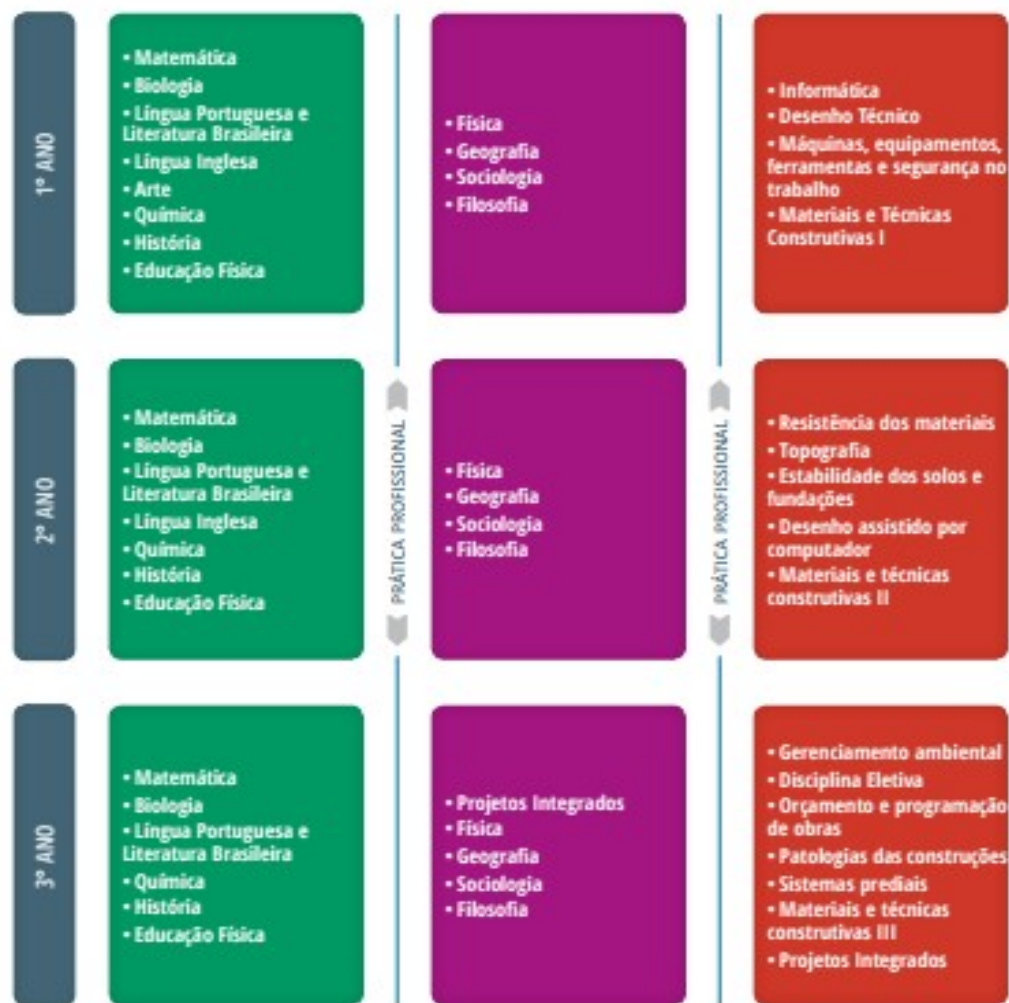 1º ANO
• Matemática
• Biologia
• Língua Portuguesa e
Literatura Brasileira
• Língua Inglesa
• Arte
• Química
• História
• Educação Física
• Física
• Geografia
• Sociologia
• Filosofia
• Informática
• Desenho Técnico
• Máquinas, equipamentos,
ferramentas e segurança no
trabalho
• Materiais e Técnicas
Construtivas I
2º ANO
• Matemática
• Biologia
• Língua Portuguesa e
Literatura Brasileira
• Língua Inglesa
• Química
• História
• Educação Física
PRÁTICA PROFISSIONAL
• Física
• Geografia
• Sociologia
• Filosofia
PRÁTICA PROFISSIONAL
• Resistência dos materiais
• Topografia
• Estabilidade dos solos e
fundações
• Desenho assistido por
computador
• Materiais e técnicas
construtivas II
3º ANO
• Matemática
• Biologia
• Língua Portuguesa e
Literatura Brasileira
• Química
• História
• Educação Física
• Projetos Integrados
• Física
• Geografia
• Sociologia
• Filosofia
• Gerenciamento ambiental
• Disciplina Eletiva
• Orçamento e programação
de obras
• Patologias das construções
• Sistemas prediais
• Materiais e técnicas
construtivas III
• Projetos Integrados